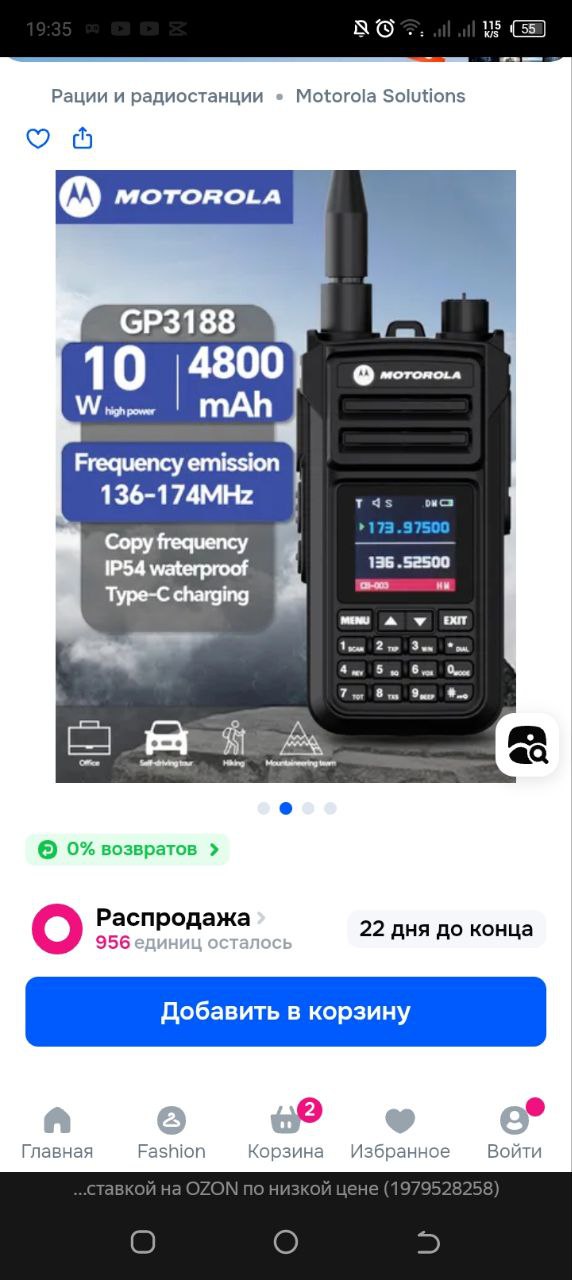 19:35
115
K/S
55
Рации и радиостанции • Motorola Solutions
MOTOROLA
GP3188
10
W high power
4800
mAh
Frequency emission
136-174MHz
Copy frequency
IP54 waterproof
Type-C charging
MOTOROLA
T S DW
173.97500
136.52500
CH-003
MENU ▲ ▼ EXIT
1 SCAN 2 TXP 3 * DIAL
4 REV 5 SQ 6 VOX 0 MODE
7 TOT 8 9 BEEP #
Office
Self-driving tour
Hiking
Mountaineering team
0% возвратов
Распродажа
956 единиц осталось
22 дня до конца
Добавить в корзину
2
Главная
Fashion
Корзина
Избранное
Войти
...ставкой на OZON по низкой цене (1979528258)